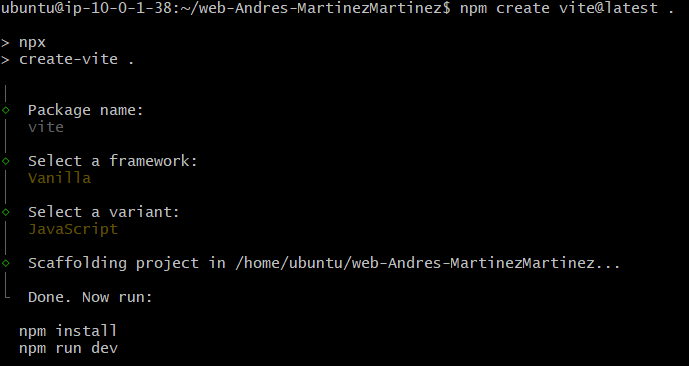 ubuntu@ip-10-0-1-38:~/web-Andres-MartinezMartinez$ npm create vite@latest .
> npx
> create-vite .
Package name:
vite
Select a framework:
Vanilla
Select a variant:
JavaScript
Scaffolding project in /home/ubuntu/web-Andres-MartinezMartinez...
Done. Now run:
npm install
npm run dev